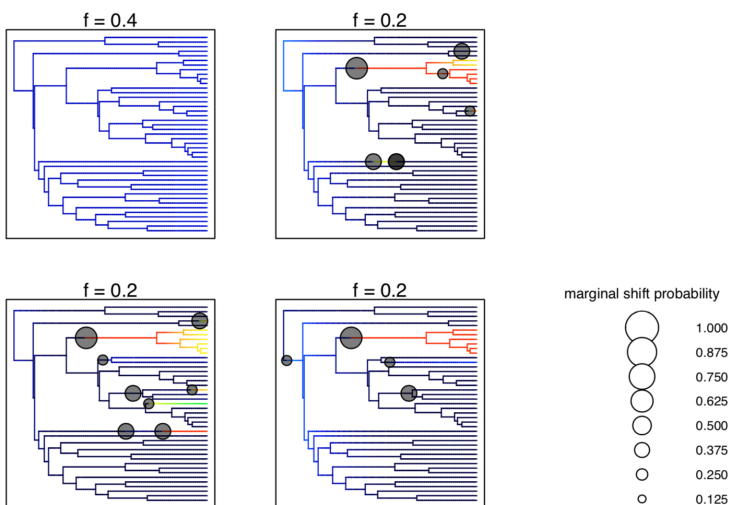 f = 0.4
f = 0.2
f = 0.2
f = 0.2
marginal shift probability
1.000
0.875
0.750
0.625
0.500
0.375
0.250
0.125